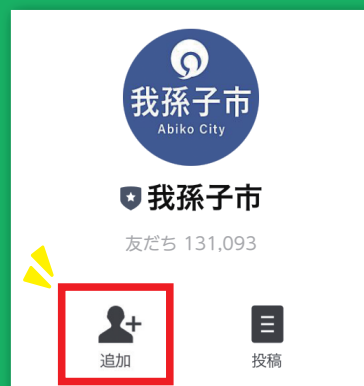 我孫子市
Abiko City
我孫子市
友だち 131,093
追加
投稿